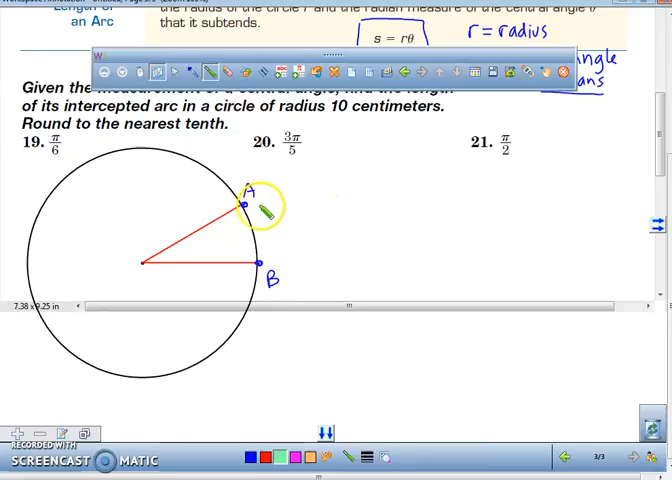 Length of
an Arc
the radius of the circle r and the radian measure of the central angle θ
that it subtends.
s = rθ
r = radius
angle
ans
of its intercepted arc in a circle of radius 10 centimeters.
Round to the nearest tenth.
19. π/6
20. 3π/5
21. π/2
A
B
7.38 x 9.25 in
3/3
RECORDED WITH
SCREENCAST MATIC